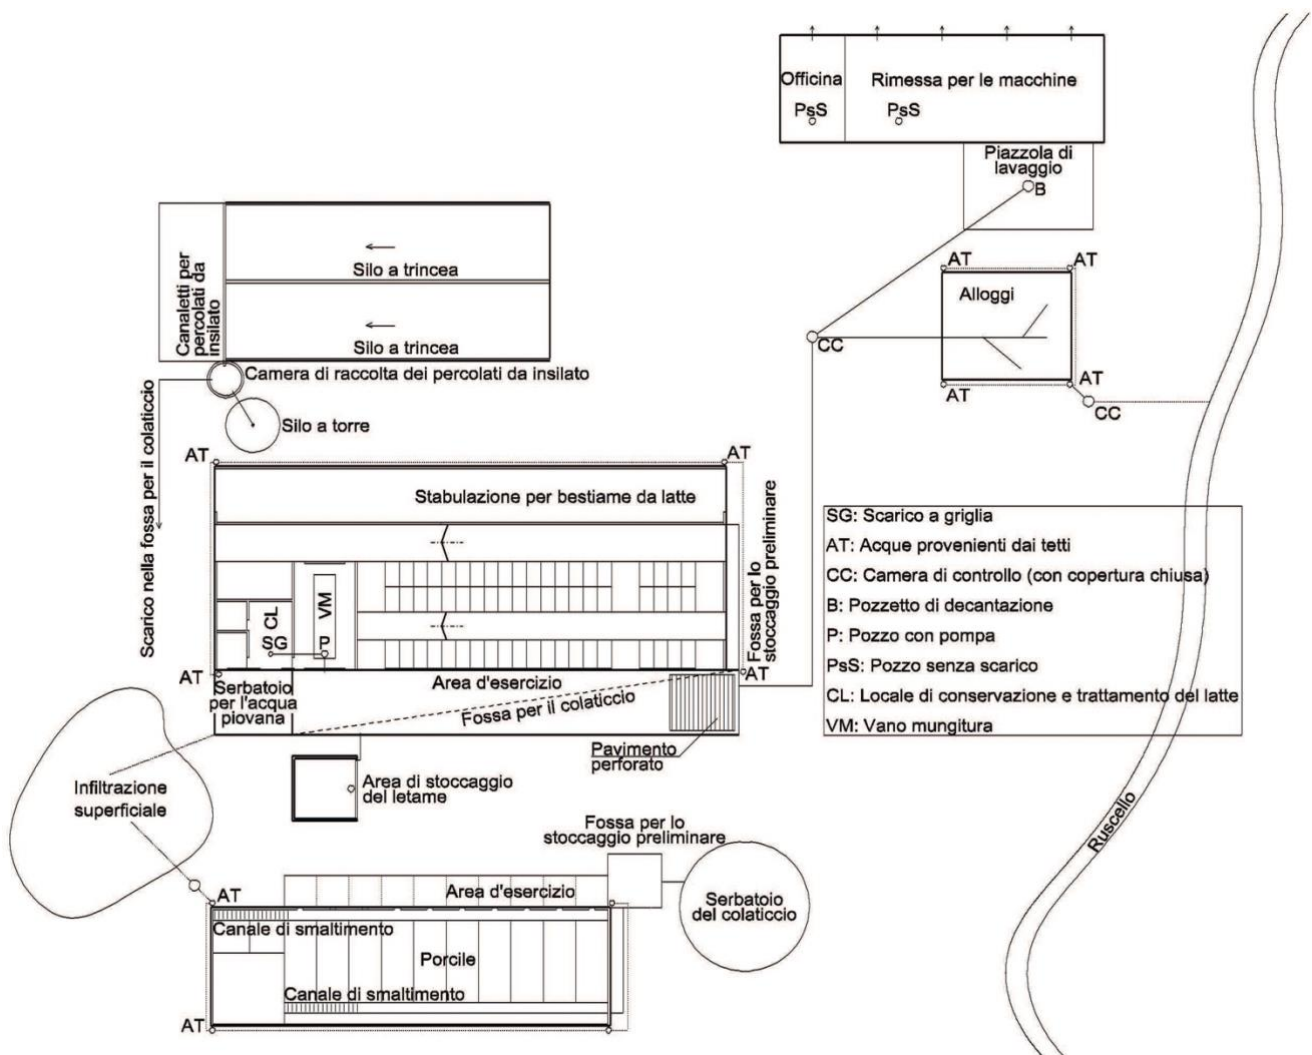 Officina
Rimessa per le macchine
PsS
PsS
Piazzola di
lavaggio
B
AT
AT
Alloggi
CC
AT
AT
CC
Canaletti per
percolati da
insilato
Silo a trincea
Silo a trincea
Camera di raccolta dei percolati da insilato
Silo a torre
Scarico nella fossa per il colaticcio
AT
AT
Stabulazione per bestiame da latte
Fossa per lo
stoccaggio preliminare
CL
VM
SG
P
AT
AT
Serbatoio
per l'acqua
piovana
Area d'esercizio
Fossa per il colaticcio
Pavimento
perforato
SG: Scarico a griglia
AT: Acque provenienti dai tetti
CC: Camera di controllo (con copertura chiusa)
B: Pozzetto di decantazione
P: Pozzo con pompa
PsS: Pozzo senza scarico
CL: Locale di conservazione e trattamento del latte
VM: Vano mungitura
Ruscello
Infiltrazione
superficiale
Area di stoccaggio
del letame
Fossa per lo
stoccaggio preliminare
AT
Area d'esercizio
Serbatoio
del colaticcio
Canale di smaltimento
Porcile
Canale di smaltimento
AT